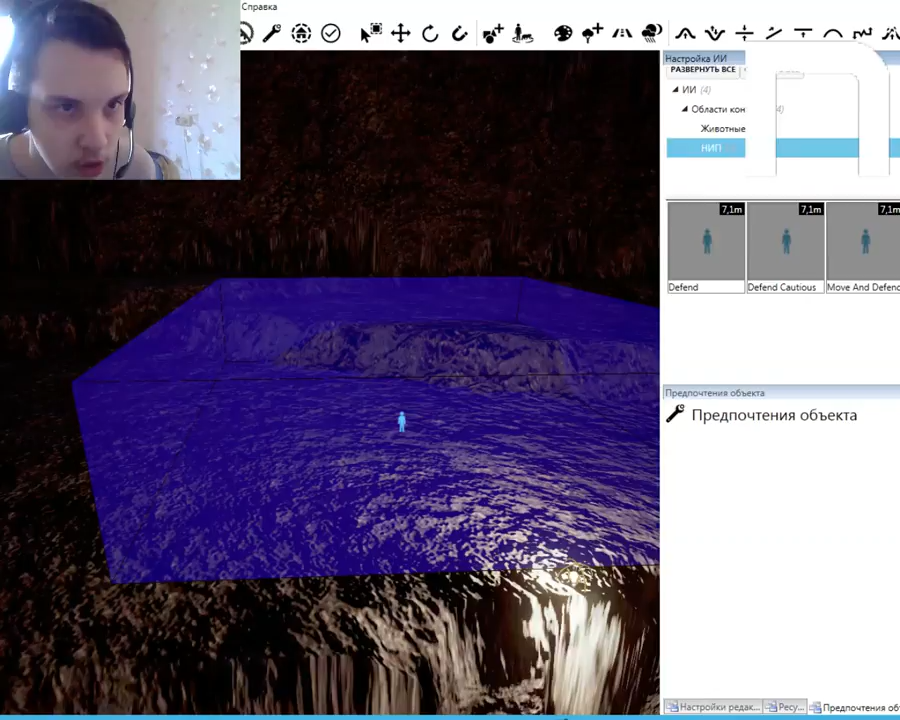 Справка
Настройка ИИ
РАЗВЕРНУТЬ ВСЕ
ИИ (4)
Области кон 4)
Животные
НИП
7,1m 7,1m 7,1m
Defend Defend Cautious Move And Defend
Предпочтения объекта
Предпочтения объекта
Настройки редак... Ресу... Предпочтения об